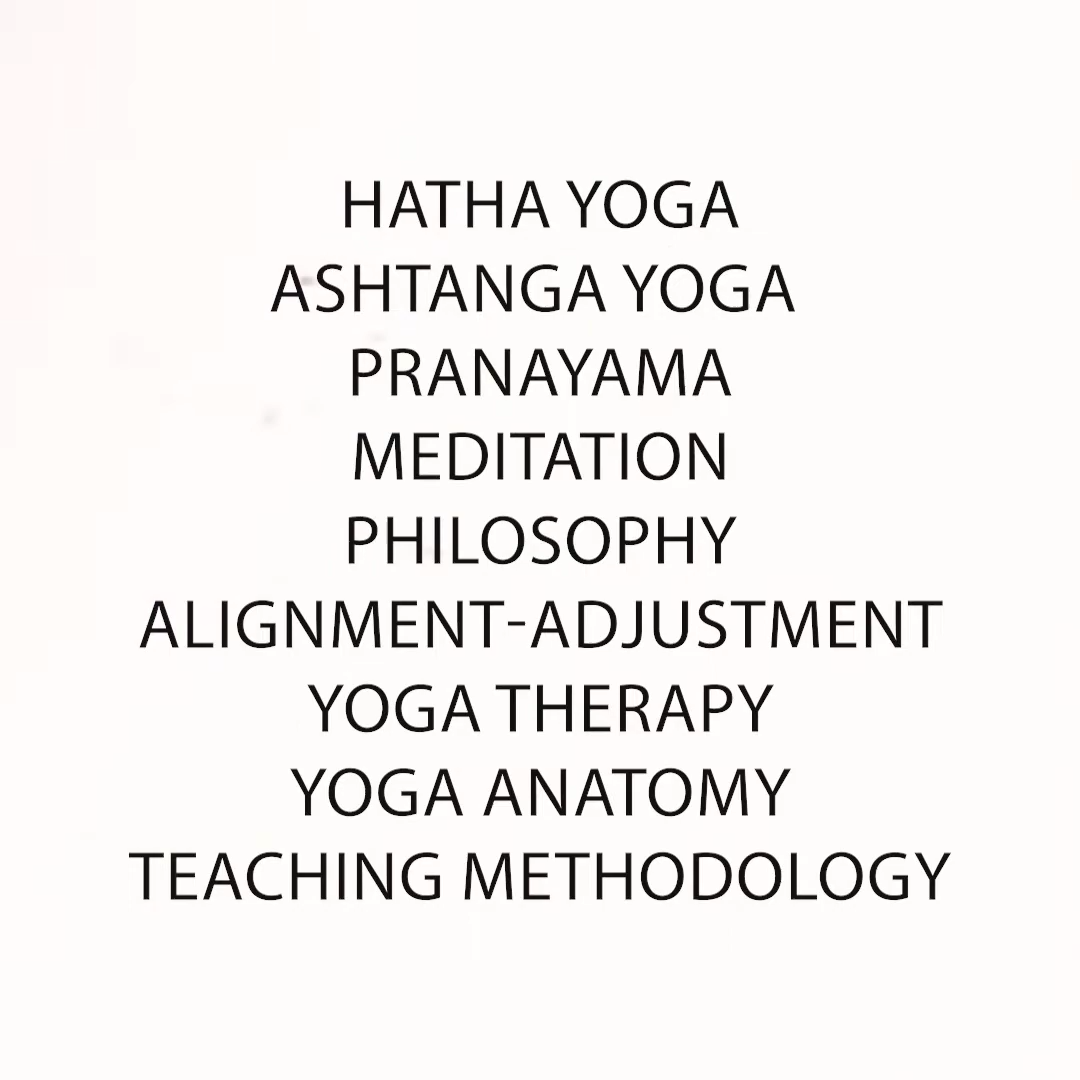 HATHA YOGA
ASHTANGA YOGA
PRANAYAMA
MEDITATION
PHILOSOPHY
ALIGNMENT-ADJUSTMENT
YOGA THERAPY
YOGA ANATOMY
TEACHING METHODOLOGY